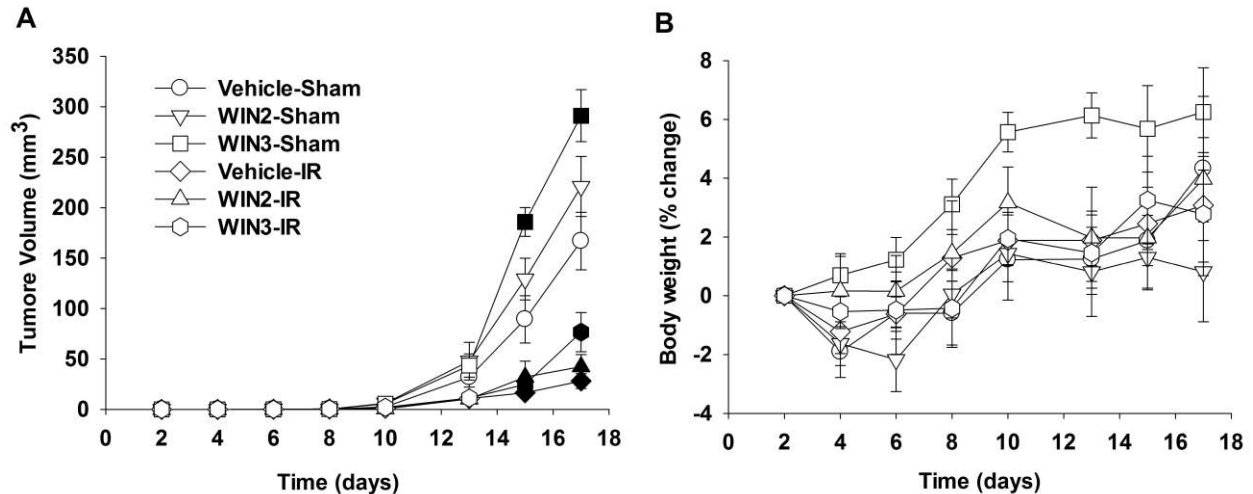 A
Tumore Volume (mm3)
350
300
250
200
150
100
50
0
Vehicle-Sham
WIN2-Sham
WIN3-Sham
Vehicle-IR
WIN2-IR
WIN3-IR
0 2 4 6 8 10 12 14 16 18
Time (days)
B
Body weight (% change)
8
6
4
2
0
-2
-4
0 2 4 6 8 10 12 14 16 18
Time (days)